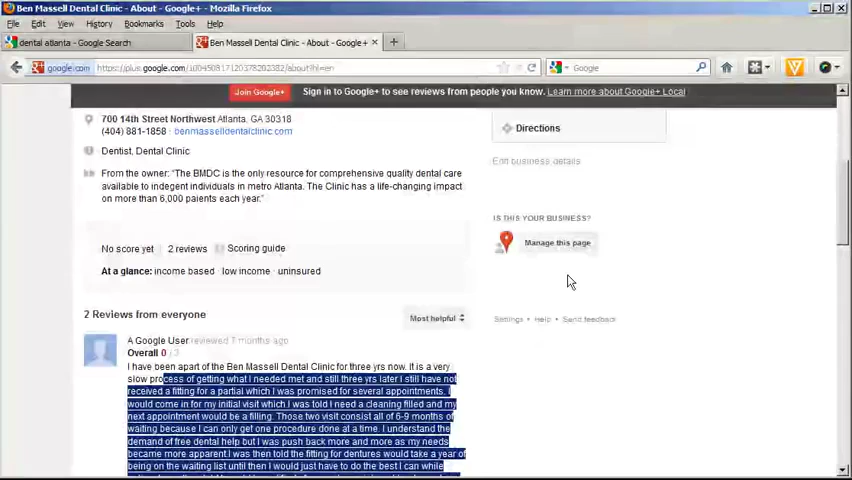 Ben Massell Dental Clinic - About - Google+ - Mozilla Firefox
File Edit View History Bookmarks Tools Help
dental atlanta - Google Search
Ben Massell Dental Clinic - About - Google+ ×
google.com
https://plus.google.com/100450817120378202382/about?hl=en
Google
Join Google+
Sign in to Google+ to see reviews from people you know. Learn more about Google+ Local
700 14th Street Northwest Atlanta, GA 30318
(404) 881-1858 · benmasselldentalclinic.com
Dentist, Dental Clinic
From the owner: "The BMDC is the only resource for comprehensive quality dental care
available to indegent individuals in metro Atlanta. The Clinic has a life-changing impact
on more than 6,000 paients each year."
No score yet 2 reviews Scoring guide
At a glance: income based · low income · uninsured
Directions
Edit business details
IS THIS YOUR BUSINESS?
Manage this page
Settings - Help - Send feedback
2 Reviews from everyone
Most helpful
A Google User reviewed 7 months ago
Overall 0 / 3
I have been apart of the Ben Massell Dental Clinic for three yrs now. It is a very
slow process of getting what I needed met and still three yrs later I still have not
received a fitting for a partial which I was promised for several appointments. I
would come in for my initial visit which I was told I need a cleaning filled and my
next appointment would be a filling. Those two visit consist all of 6-9 months of
waiting because I can only get one procedure done at a time. I understand the
demand of free dental help but I was push back more and more as my needs
became more apparent.I was then told the fitting for dentures would take a year of
being on the waiting list until then I would just have to do the best I can while